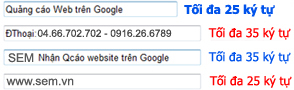 Quảng cáo Web trên Google Tối đa 25 ký tự
ĐThoại:04.66.702.702 - 0916.26.6789 Tối đa 35 ký tự
SEM Nhận Qcáo website trên Google Tối đa 35 ký tự
www.sem.vn Tối đa 25 ký tự